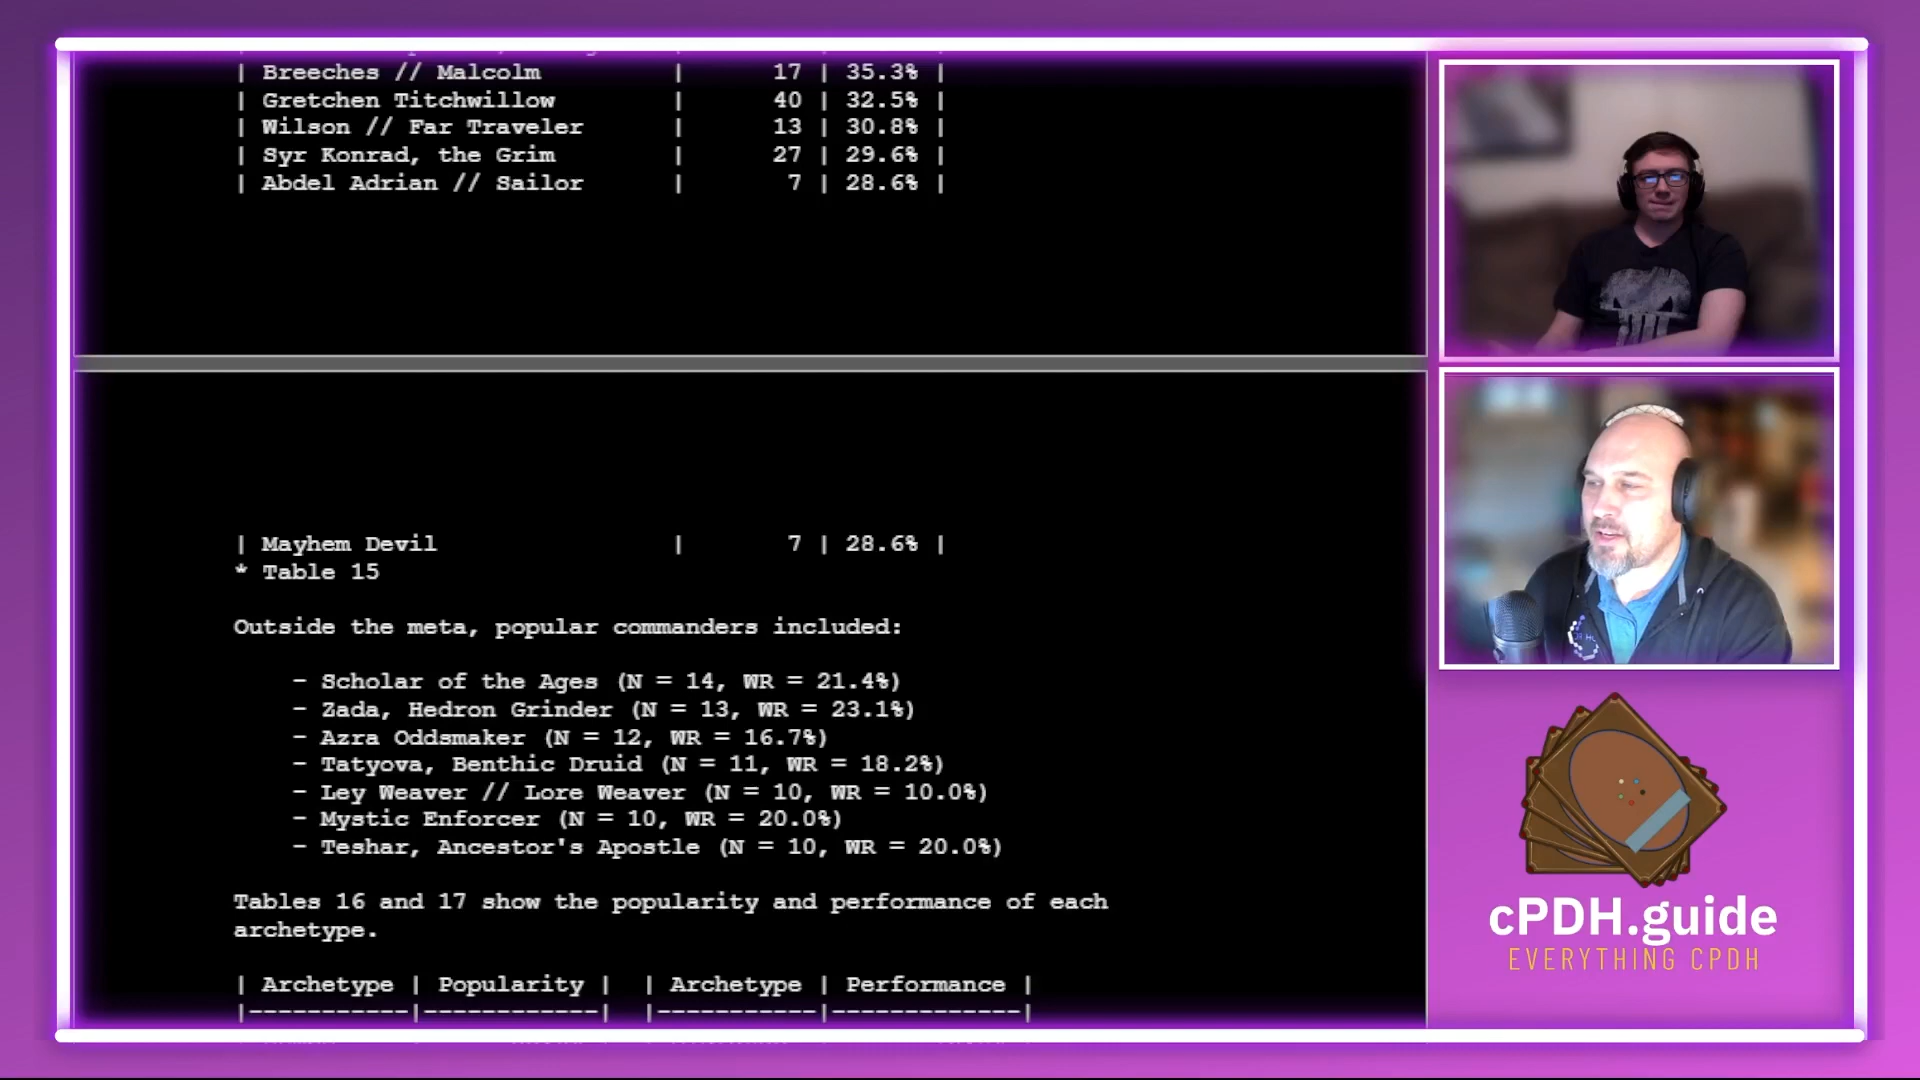 | Breeches // Malcolm | 17 | 35.3% |
| Gretchen Titchwillow | 40 | 32.5% |
| Wilson // Far Traveler | 13 | 30.8% |
| Syr Konrad, the Grim | 27 | 29.6% |
| Abdel Adrian // Sailor | 7 | 28.6% |
| Mayhem Devil | 7 | 28.6% |
* Table 15
Outside the meta, popular commanders included:
- Scholar of the Ages (N = 14, WR = 21.4%)
- Zada, Hedron Grinder (N = 13, WR = 23.1%)
- Azra Oddsmaker (N = 12, WR = 16.7%)
- Tatyova, Benthic Druid (N = 11, WR = 18.2%)
- Ley Weaver // Lore Weaver (N = 10, WR = 10.0%)
- Mystic Enforcer (N = 10, WR = 20.0%)
- Teshar, Ancestor's Apostle (N = 10, WR = 20.0%)
Tables 16 and 17 show the popularity and performance of each
archetype.
| Archetype | Popularity | | Archetype | Performance |
|-----------|------------| |-----------|-------------|
cPDH.guide
EVERYTHING CPDH